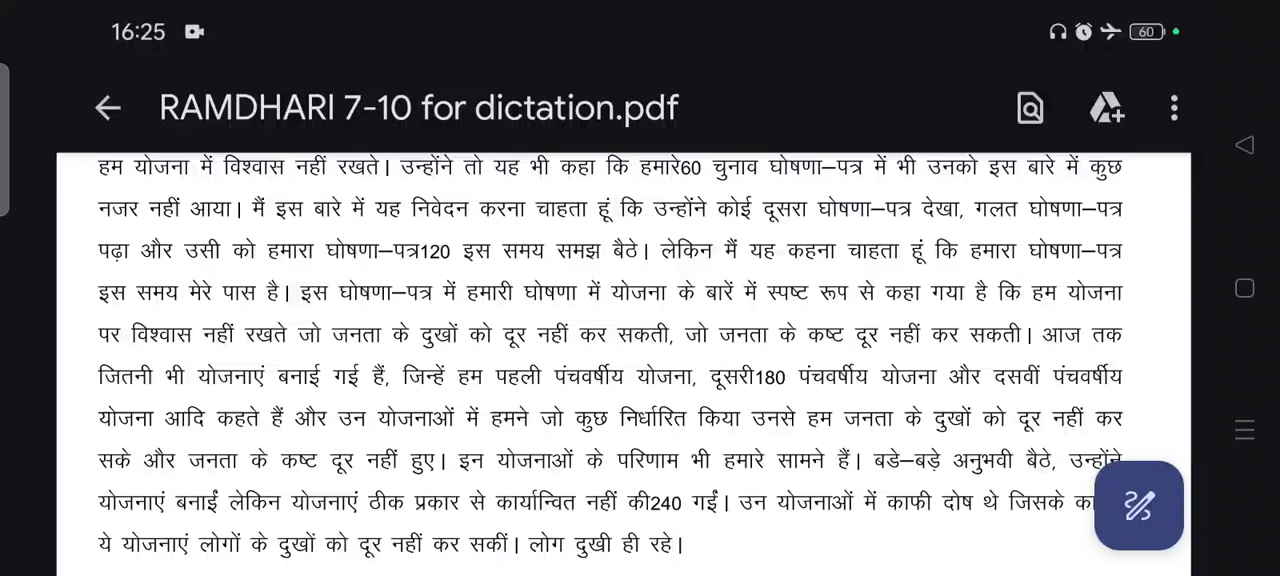 16:25
60
RAMDHARI 7-10 for dictation.pdf
हम योजना में विश्वास नहीं रखते। उन्होंने तो यह भी कहा कि हमारे60 चुनाव घोषणा–पत्र में भी उनको इस बारे में कुछ
नजर नहीं आया। मैं इस बारे में यह निवेदन करना चाहता हूं कि उन्होंने कोई दूसरा घोषणा–पत्र देखा, गलत घोषणा–पत्र
पढ़ा और उसी को हमारा घोषणा–पत्र120 इस समय समझ बैठे। लेकिन मैं यह कहना चाहता हूं कि हमारा घोषणा–पत्र
इस समय मेरे पास है। इस घोषणा–पत्र में हमारी घोषणा में योजना के बारें में स्पष्ट रूप से कहा गया है कि हम योजना
पर विश्वास नहीं रखते जो जनता के दुखों को दूर नहीं कर सकती, जो जनता के कष्ट दूर नहीं कर सकती। आज तक
जितनी भी योजनाएं बनाई गई हैं, जिन्हें हम पहली पंचवर्षीय योजना, दूसरी180 पंचवर्षीय योजना और दसवीं पंचवर्षीय
योजना आदि कहते हैं और उन योजनाओं में हमने जो कुछ निर्धारित किया उनसे हम जनता के दुखों को दूर नहीं कर
सके और जनता के कष्ट दूर नहीं हुए। इन योजनाओं के परिणाम भी हमारे सामने हैं। बडे–बड़े अनुभवी बैठे, उन्होंने
योजनाएं बनाईं लेकिन योजनाएं ठीक प्रकार से कार्यान्वित नहीं की240 गईं। उन योजनाओं में काफी दोष थे जिसके
ये योजनाएं लोगों के दुखों को दूर नहीं कर सकीं। लोग दुखी ही रहे।